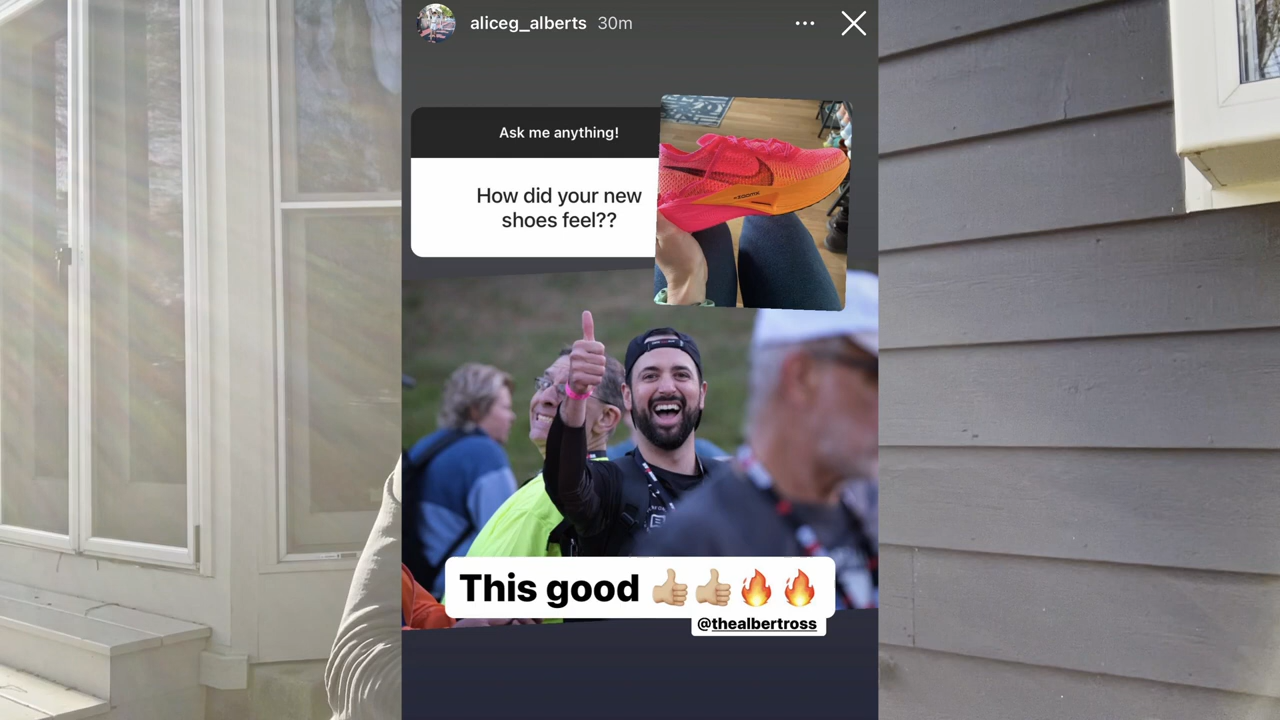 aliceg_alberts 30m
Ask me anything!
How did your new
shoes feel??
This good 👍🏼👍🏼🔥🔥
@thealbertross